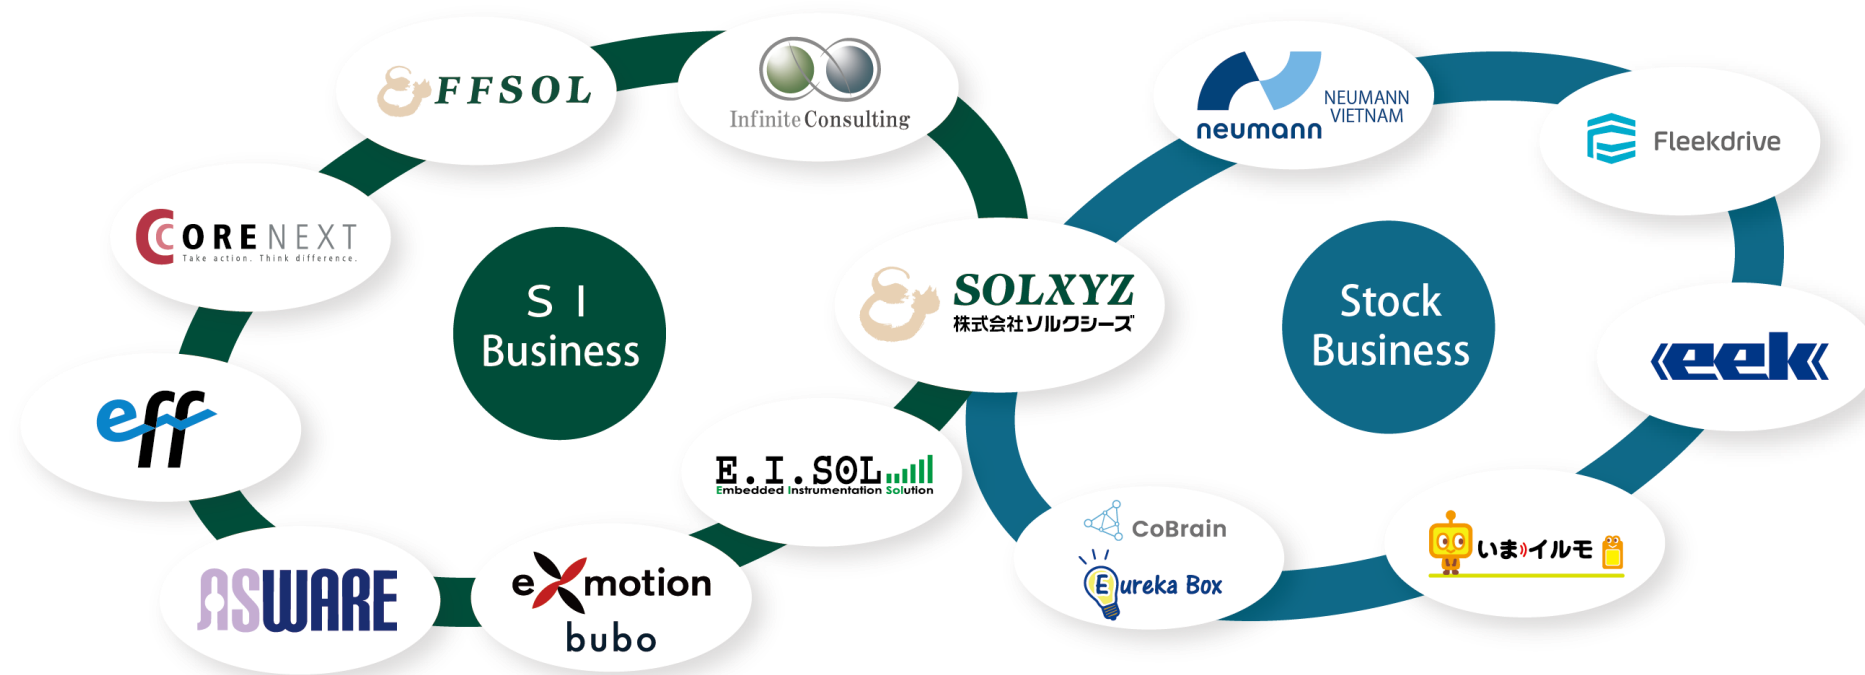 FFSOL
Infinite Consulting
CORE NEXT
Take action. Think difference.
eff
ASWARE
eXmotion
bubo
E.I.SOL
Embedded Instrumentation Solution
S I
Business
SOLXYZ
株式会社ソルクシーズ
neumann
NEUMANN
VIETNAM
Fleekdrive
eek
いまイルモ
CoBrain
Eureka Box
Stock
Business